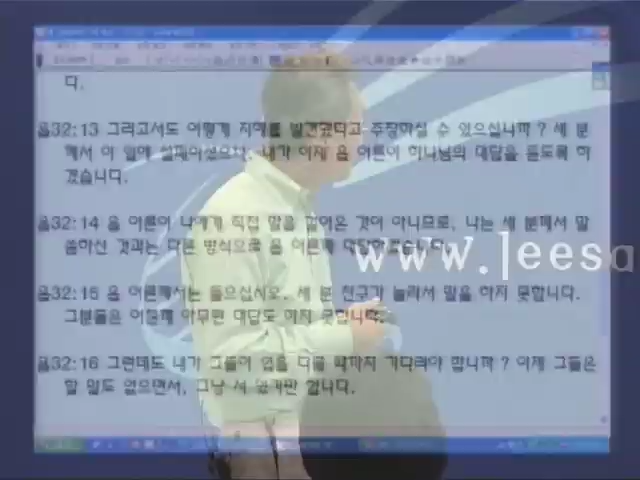 다.
욥32:13 그리고서도 어떻게 지혜를 발견했다고 주장하실 수 있으십니까? 세 분
께서 이 일에 실패하셨으니, 내가 이제 욥 어른이 하나님의 대답을 듣도록 하
겠습니다.
욥32:14 욥 어른이 나에게 직접 말을 걸어온 것이 아니므로, 나는 세 분께서 말
씀하신 것과는 다른 방식으로 욥 어른께 대답하겠습니다.
www.leesa
욥32:15 욥 어른께서는 들으십시오. 세 분 친구가 놀라서 말을 하지 못합니다.
그분들은 어른께 아무런 대답도 하지 못합니다.
욥32:16 그런데도 내가 그들이 입을 다물 때까지 기다려야 합니까? 이제 그들은
할 말도 없으면서, 그냥 서 있기만 합니다.